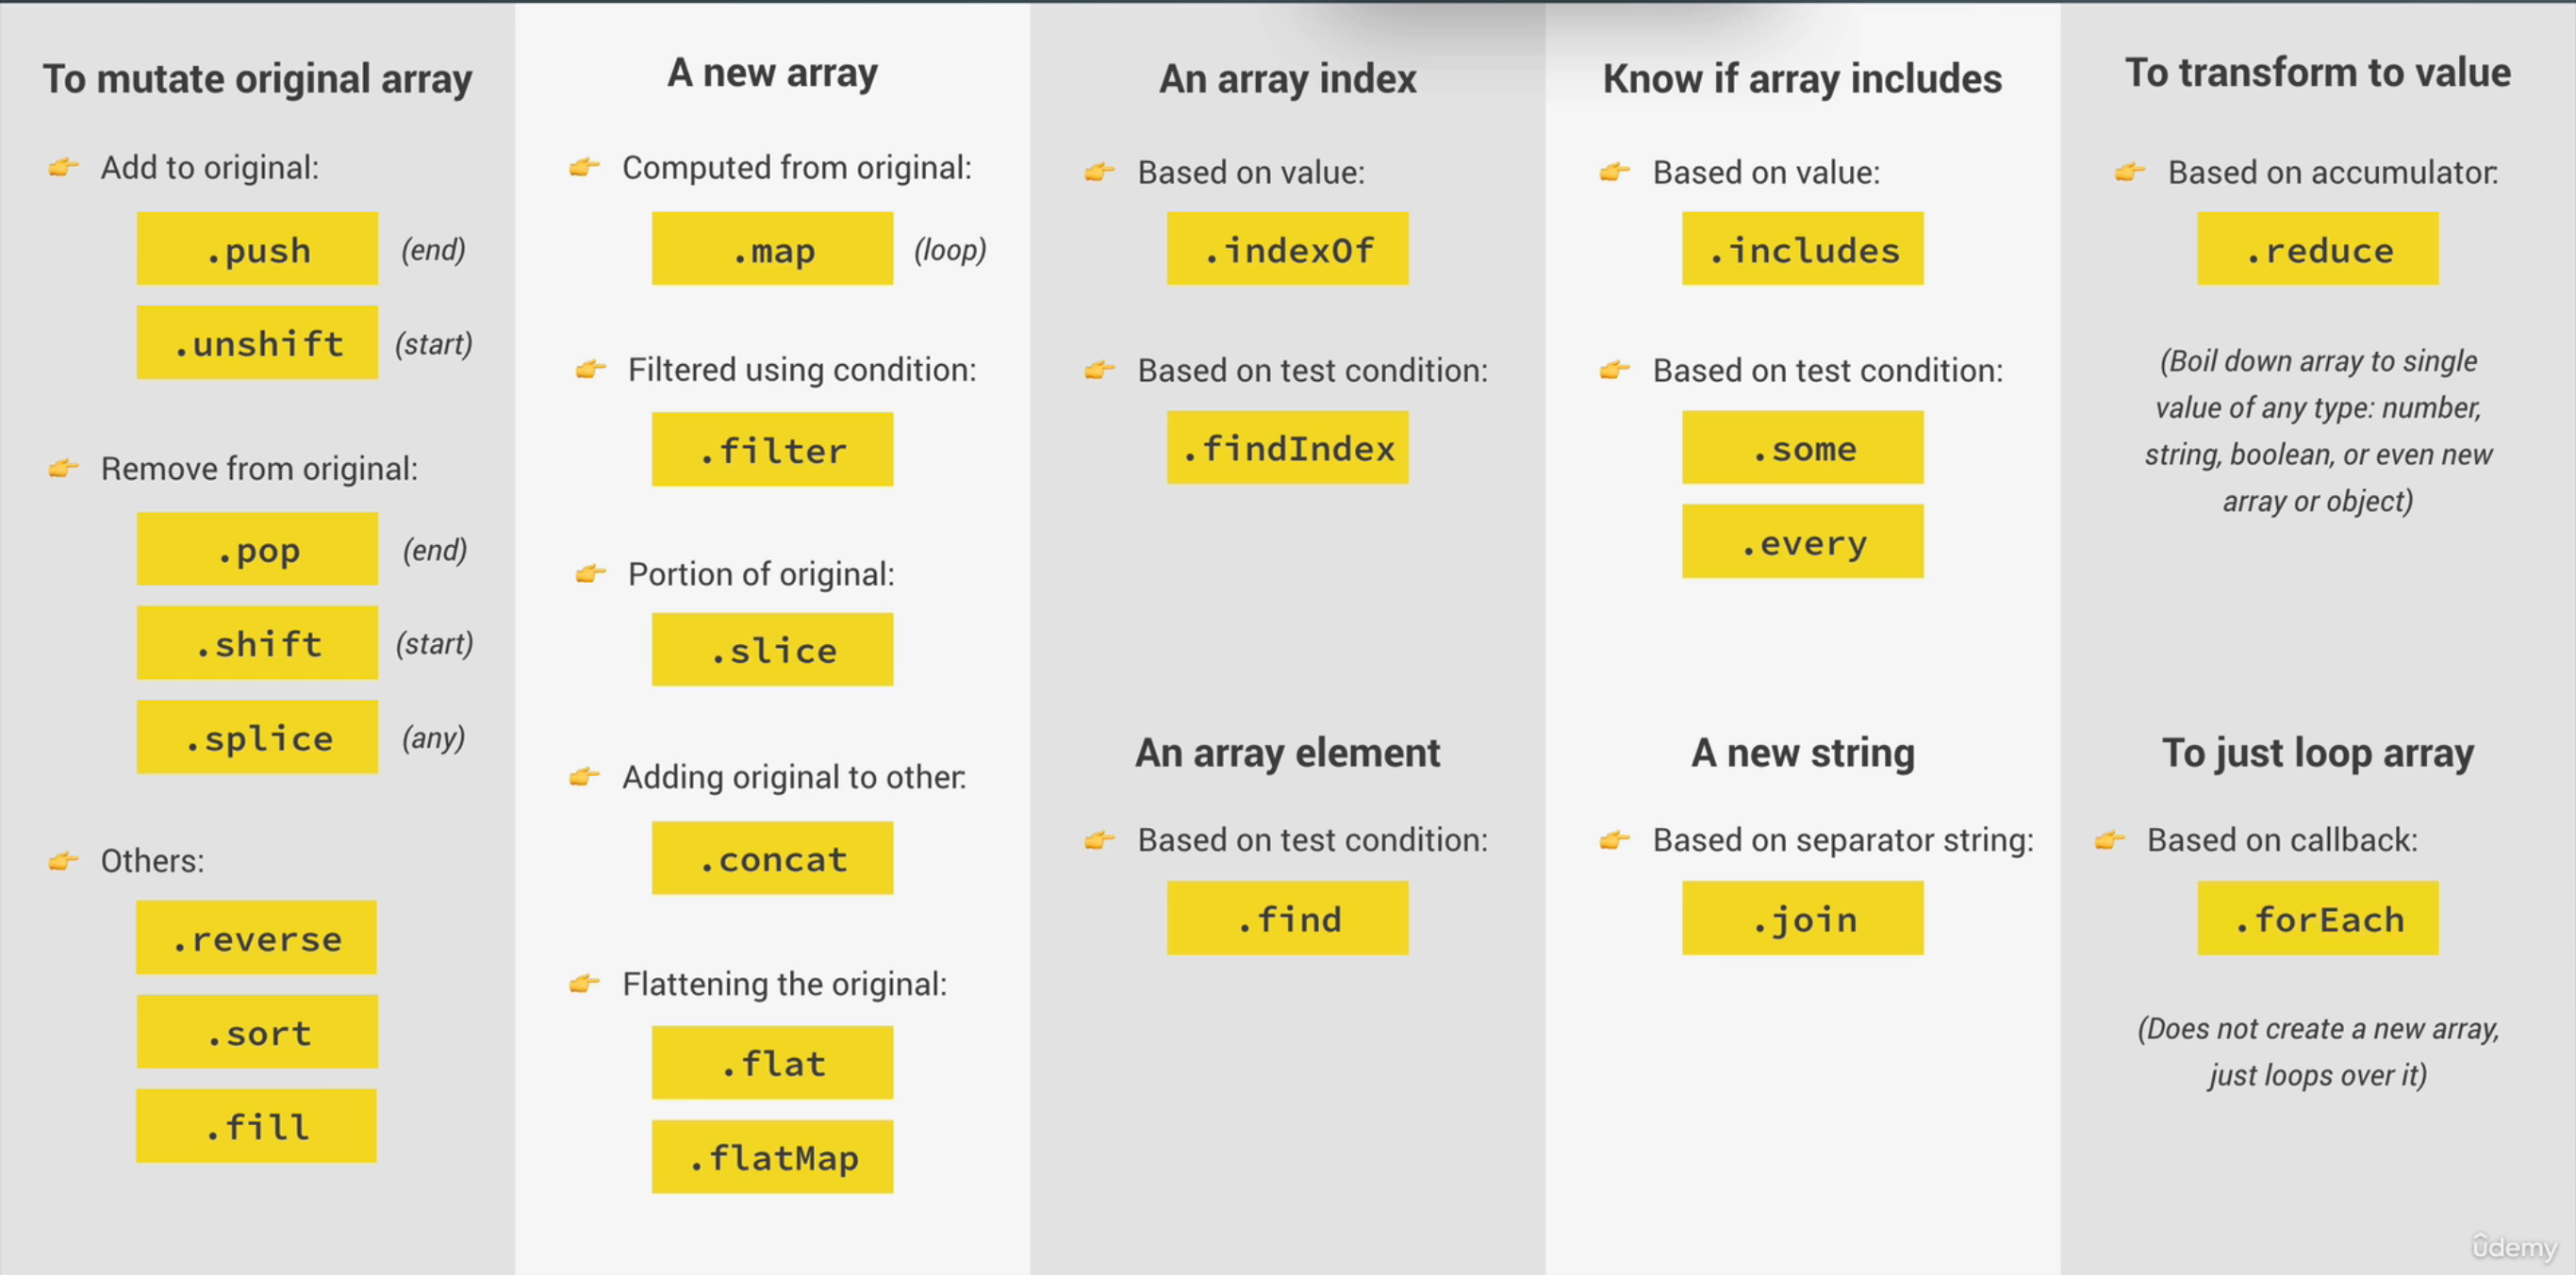 To mutate original array
Add to original:
.push (end)
.unshift (start)
Remove from original:
.pop (end)
.shift (start)
.splice (any)
Others:
.reverse
.sort
.fill
A new array
Computed from original:
.map (loop)
Filtered using condition:
.filter
Portion of original:
.slice
Adding original to other:
.concat
Flattening the original:
.flat
.flatMap
An array index
Based on value:
.indexOf
Based on test condition:
.findIndex
An array element
Based on test condition:
.find
Know if array includes
Based on value:
.includes
Based on test condition:
.some
.every
A new string
Based on separator string:
.join
To transform to value
Based on accumulator:
.reduce
(Boil down array to single
value of any type: number,
string, boolean, or even new
array or object)
To just loop array
Based on callback:
.forEach
(Does not create a new array,
just loops over it)
ûdemy